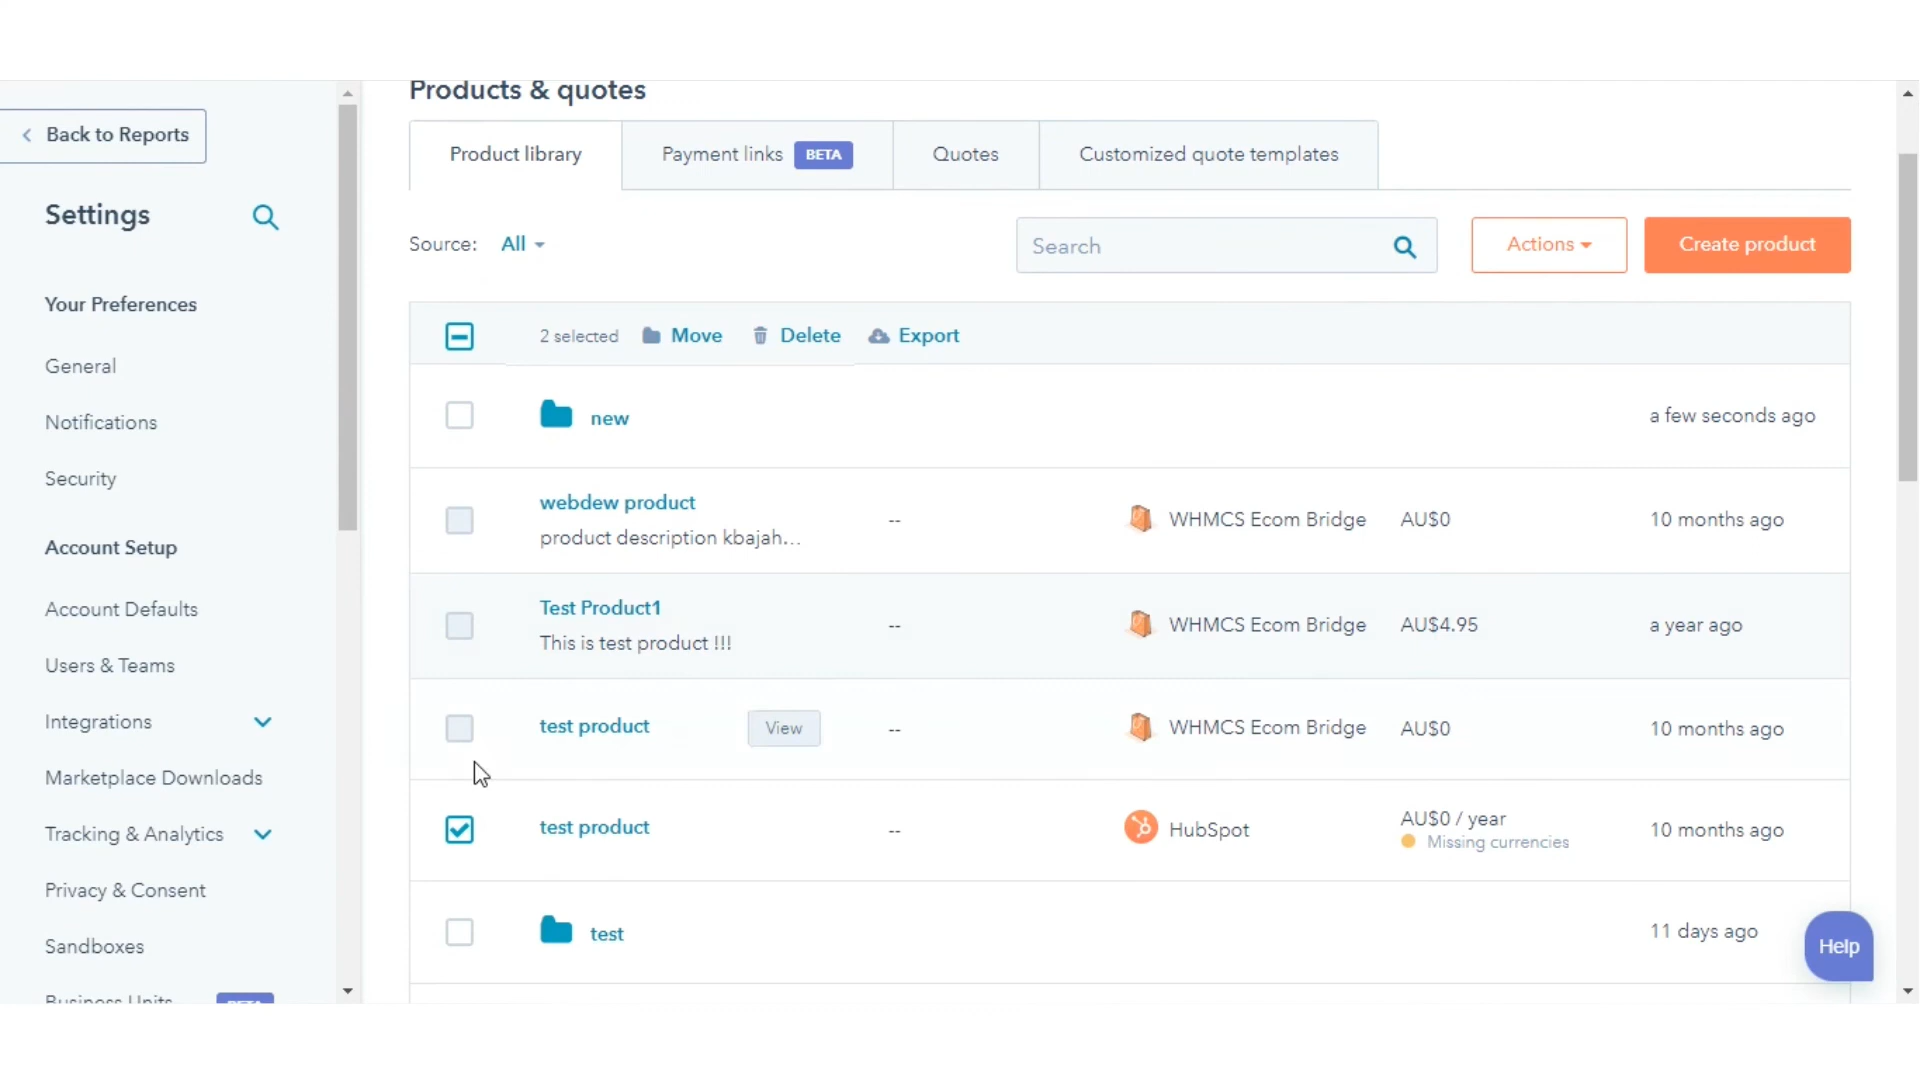 Products & quotes
Back to Reports
Product library
Payment links BETA
Quotes
Customized quote templates
Settings
Source: All
Search
Actions
Create product
Your Preferences
General
Notifications
Security
Account Setup
Account Defaults
Users & Teams
Integrations
Marketplace Downloads
Tracking & Analytics
Privacy & Consent
Sandboxes
Business Units BETA
2 selected Move Delete Export
new a few seconds ago
webdew product
product description kbajah...
-- WHMCS Ecom Bridge AU$0 10 months ago
Test Product1
This is test product !!!
-- WHMCS Ecom Bridge AU$4.95 a year ago
test product View -- WHMCS Ecom Bridge AU$0 10 months ago
test product -- HubSpot AU$0 / year 10 months ago
Missing currencies
test 11 days ago
Help